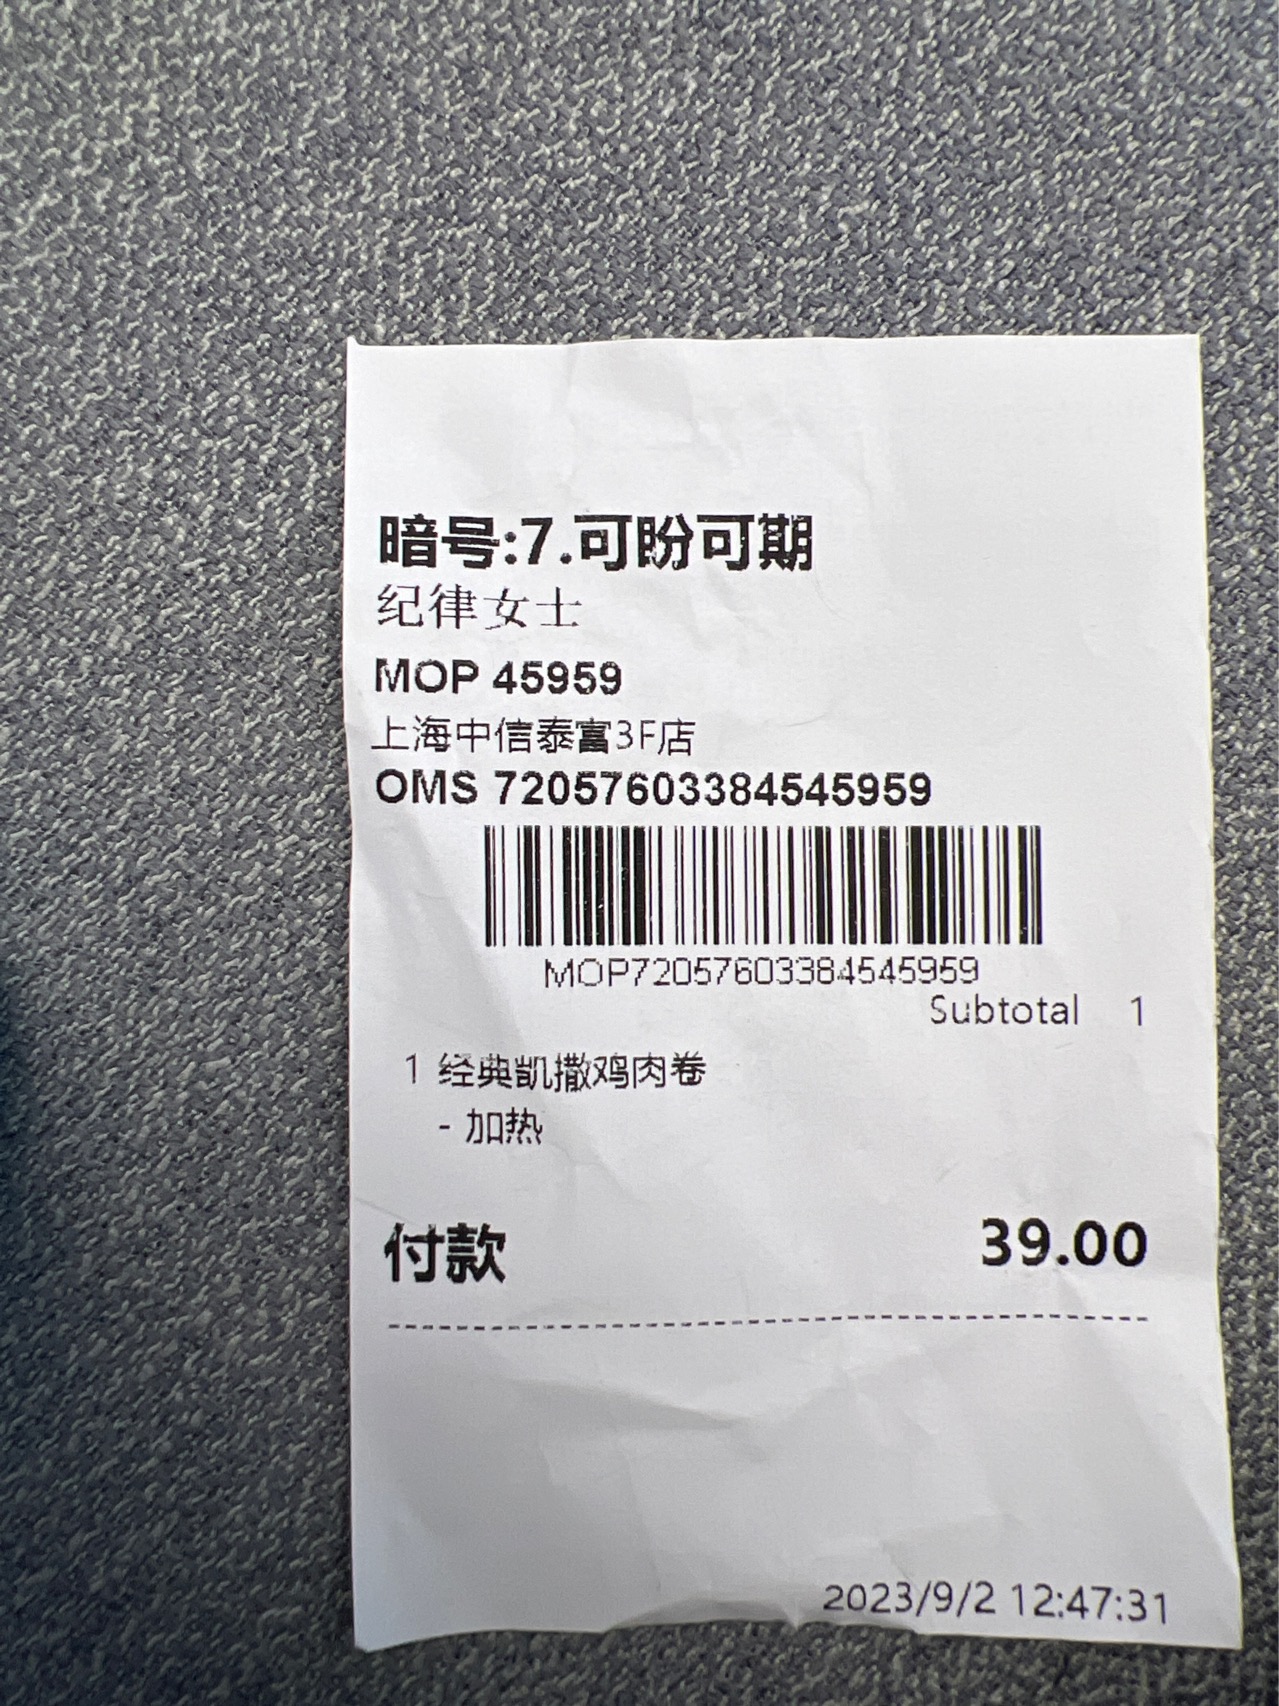 暗号:7.可盼可期
纪律女士
MOP 45959
上海中信泰富3F店
OMS 72057603384545959
MOP72057603384545959
Subtotal 1
1 经典凯撒鸡肉卷
- 加热
付款 39.00
2023/9/2 12:47:31